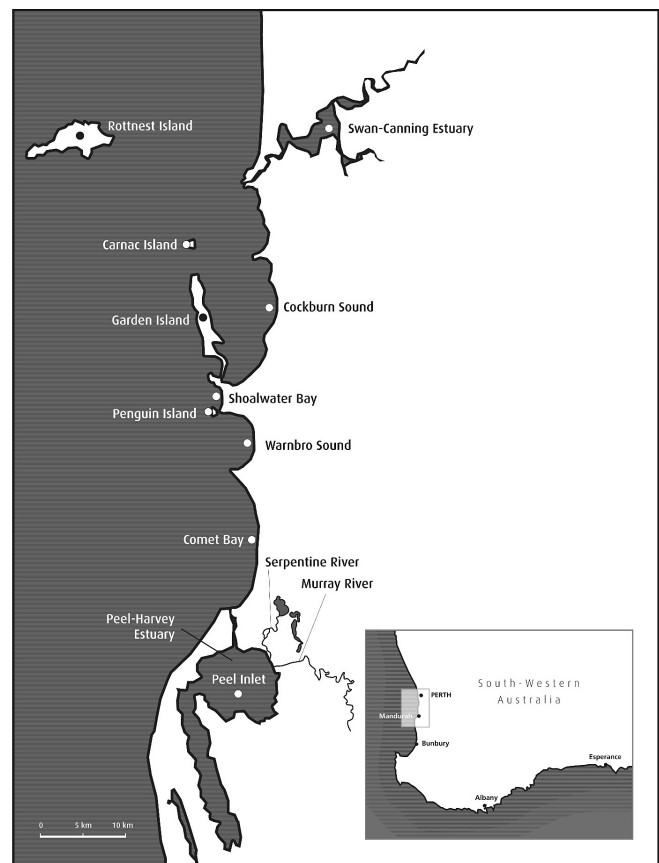 Rottnest Island
Swan-Canning Estuary
Carnac Island
Garden Island
Cockburn Sound
Shoalwater Bay
Penguin Island
Warnbro Sound
Comet Bay
Serpentine River
Murray River
Peel-Harvey
Estuary
Peel Inlet
South-Western
Australia
PERTH
Mandurah
Bunbury
Esperance
Albany
0 5 km 10 km